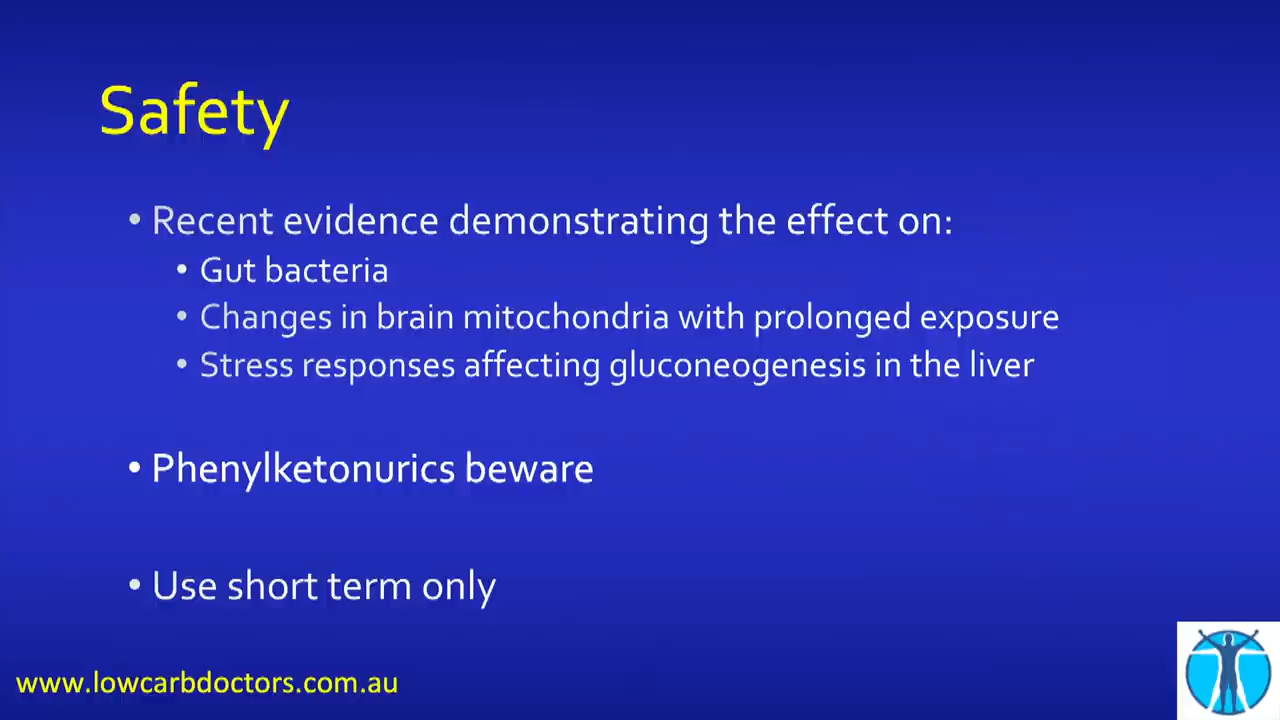 Safety
• Recent evidence demonstrating the effect on:
• Gut bacteria
• Changes in brain mitochondria with prolonged exposure
• Stress responses affecting gluconeogenesis in the liver
• Phenylketonurics beware
• Use short term only
www.lowcarbdoctors.com.au